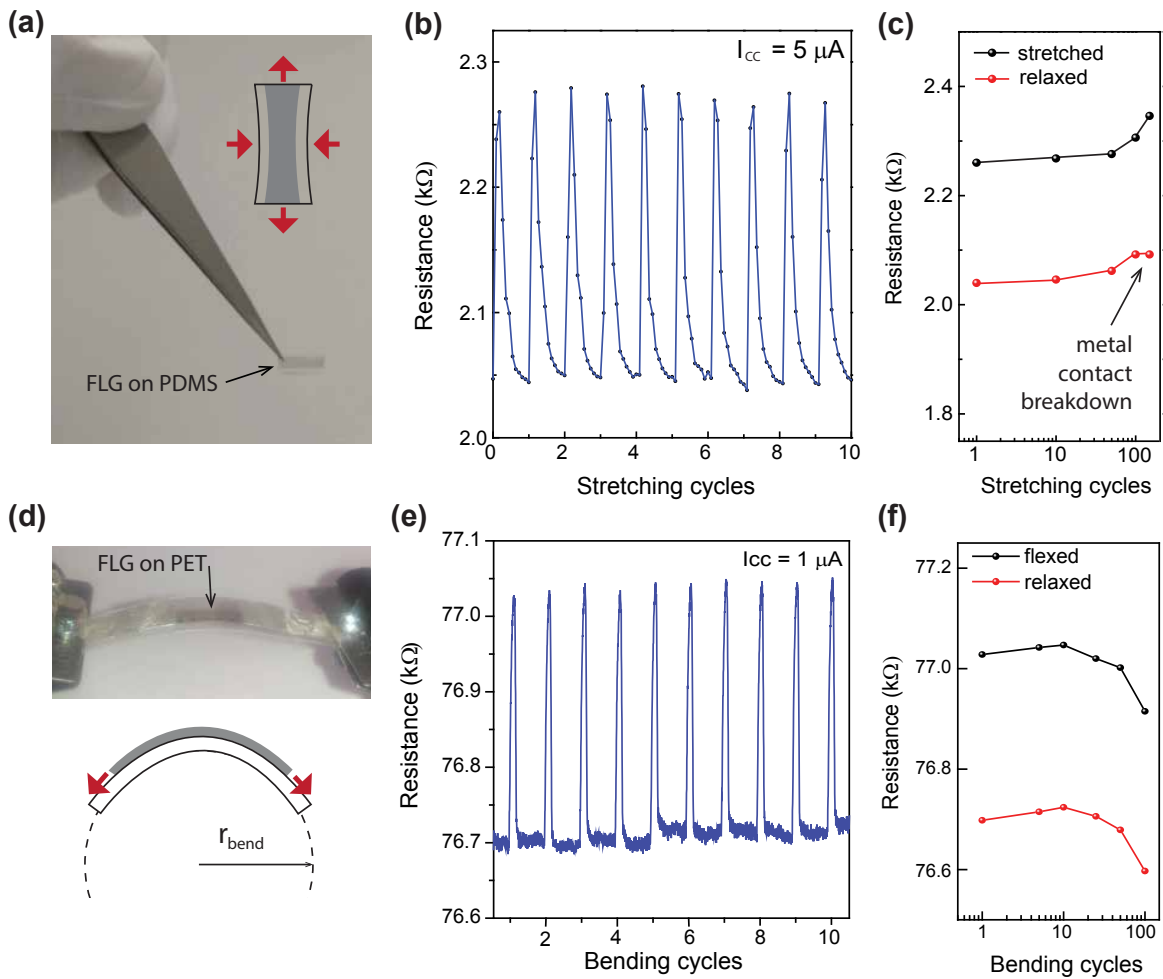 (a)
FLG on PDMS
(b)
I_CC = 5 μA
Resistance (kΩ)
2.3
2.2
2.1
2.0
0 2 4 6 8 10
Stretching cycles
(c)
stretched
relaxed
Resistance (kΩ)
2.4
2.2
2.0
1.8
metal
contact
breakdown
1 10 100
Stretching cycles
(d)
FLG on PET
r_bend
(e)
Icc = 1 μA
Resistance (kΩ)
77.1
77.0
76.9
76.8
76.7
76.6
2 4 6 8 10
Bending cycles
(f)
flexed
relaxed
Resistance (kΩ)
77.2
77.0
76.8
76.6
1 10 100
Bending cycles